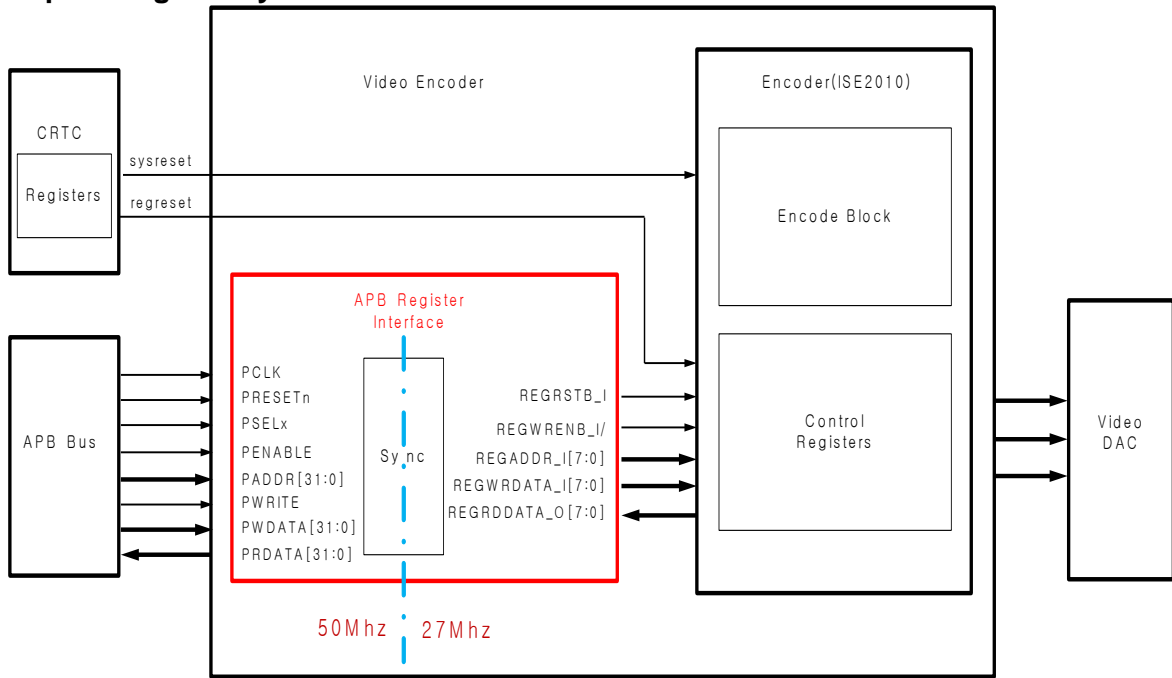 Video Encoder
Encoder(ISE2010)
CRTC
Registers
sysreset
regreset
Encode Block
APB Register
Interface
APB Bus
PCLK
PRESETn
PSELx
PENABLE
PADDR[31:0]
PWRITE
PWDATA[31:0]
PRDATA[31:0]
Sync
REGRSTB_I
REGWRENB_I/
REGADDR_I[7:0]
REGWRDATA_I[7:0]
REGRDDATA_O[7:0]
Control
Registers
Video
DAC
50Mhz
27Mhz